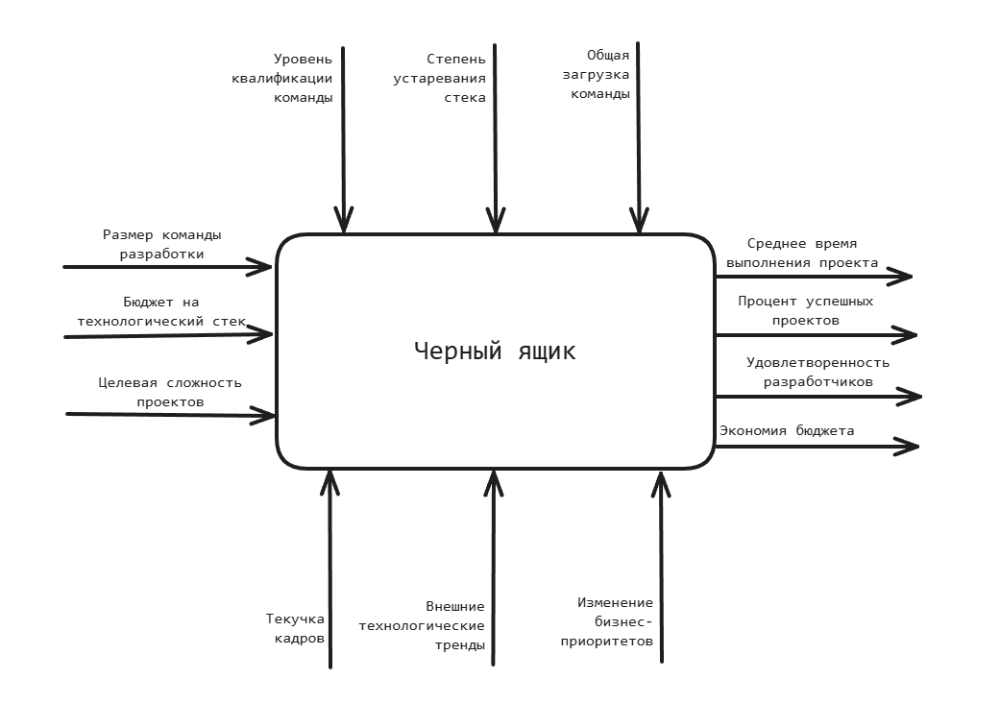 Уровень
квалификации
команды
Степень
устаревания
стека
Общая
загрузка
команды
Размер команды
разработки
Бюджет на
технологический стек
Целевая сложность
проектов
Черный ящик
Среднее время
выполнения проекта
Процент успешных
проектов
Удовлетворенность
разработчиков
Экономия бюджета
Текучка
кадров
Внешние
технологические
тренды
Изменение
бизнес-
приоритетов